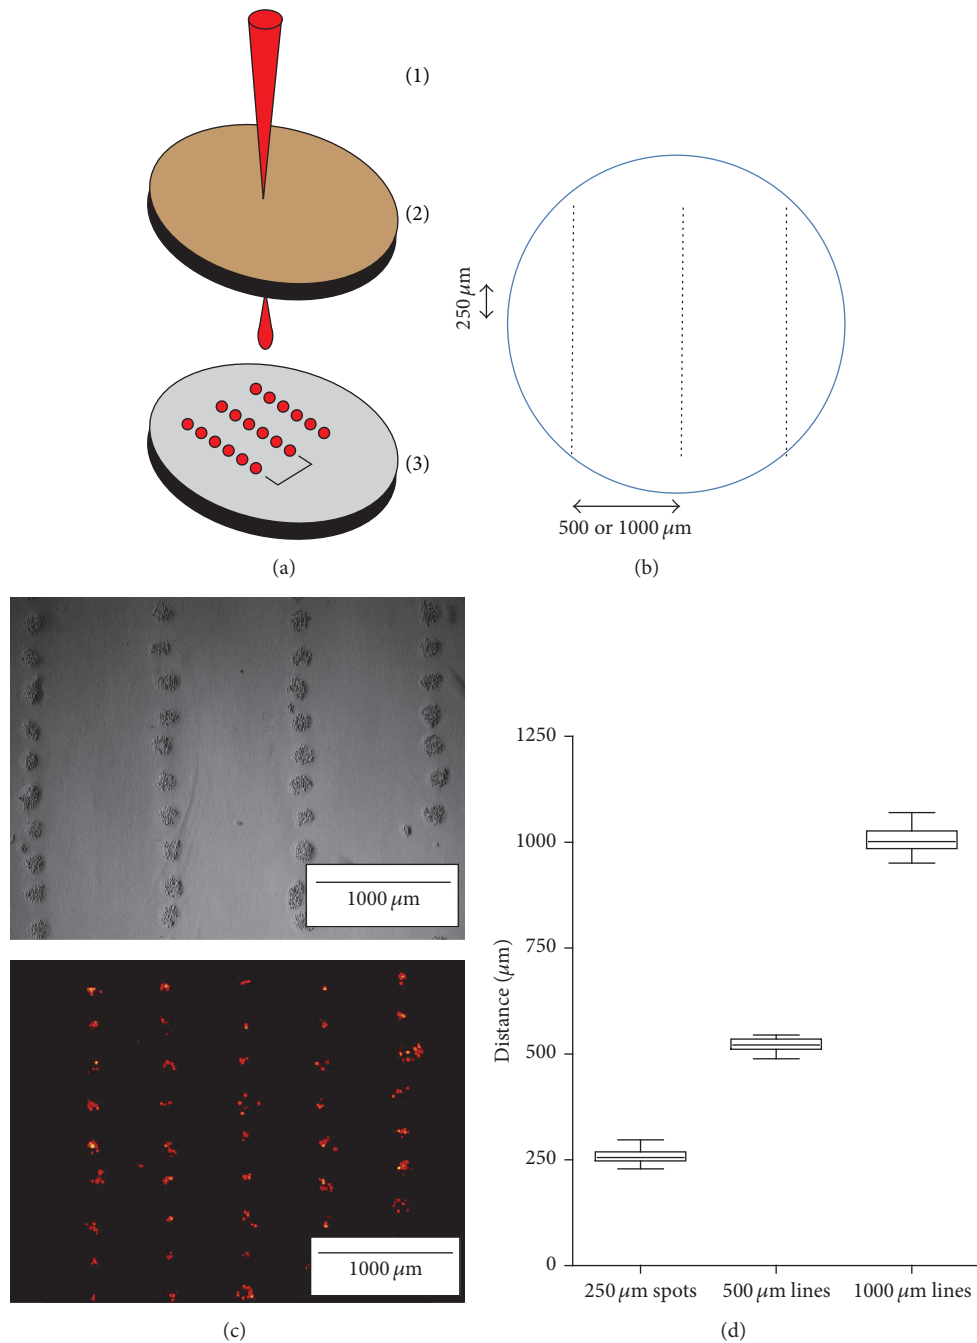 (1)
(2)
(3)
(a)
250 μm
500 or 1000 μm
(b)
1000 μm
1000 μm
(c)
Distance (μm)
1250
1000
750
500
250
0
250 μm spots
500 μm lines
1000 μm lines
(d)